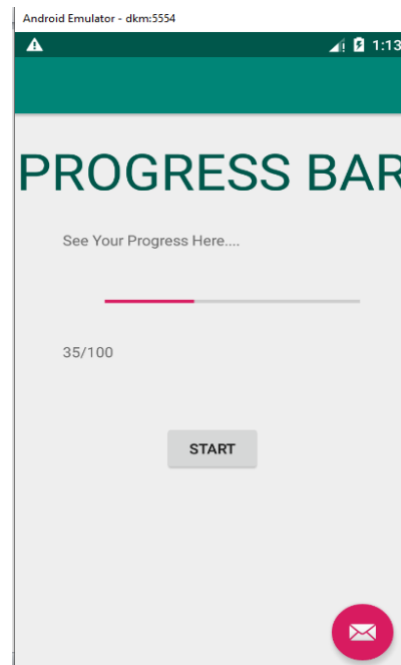 Android Emulator - dkm:5554
1:13
PROGRESS BAR
See Your Progress Here....
35/100
START